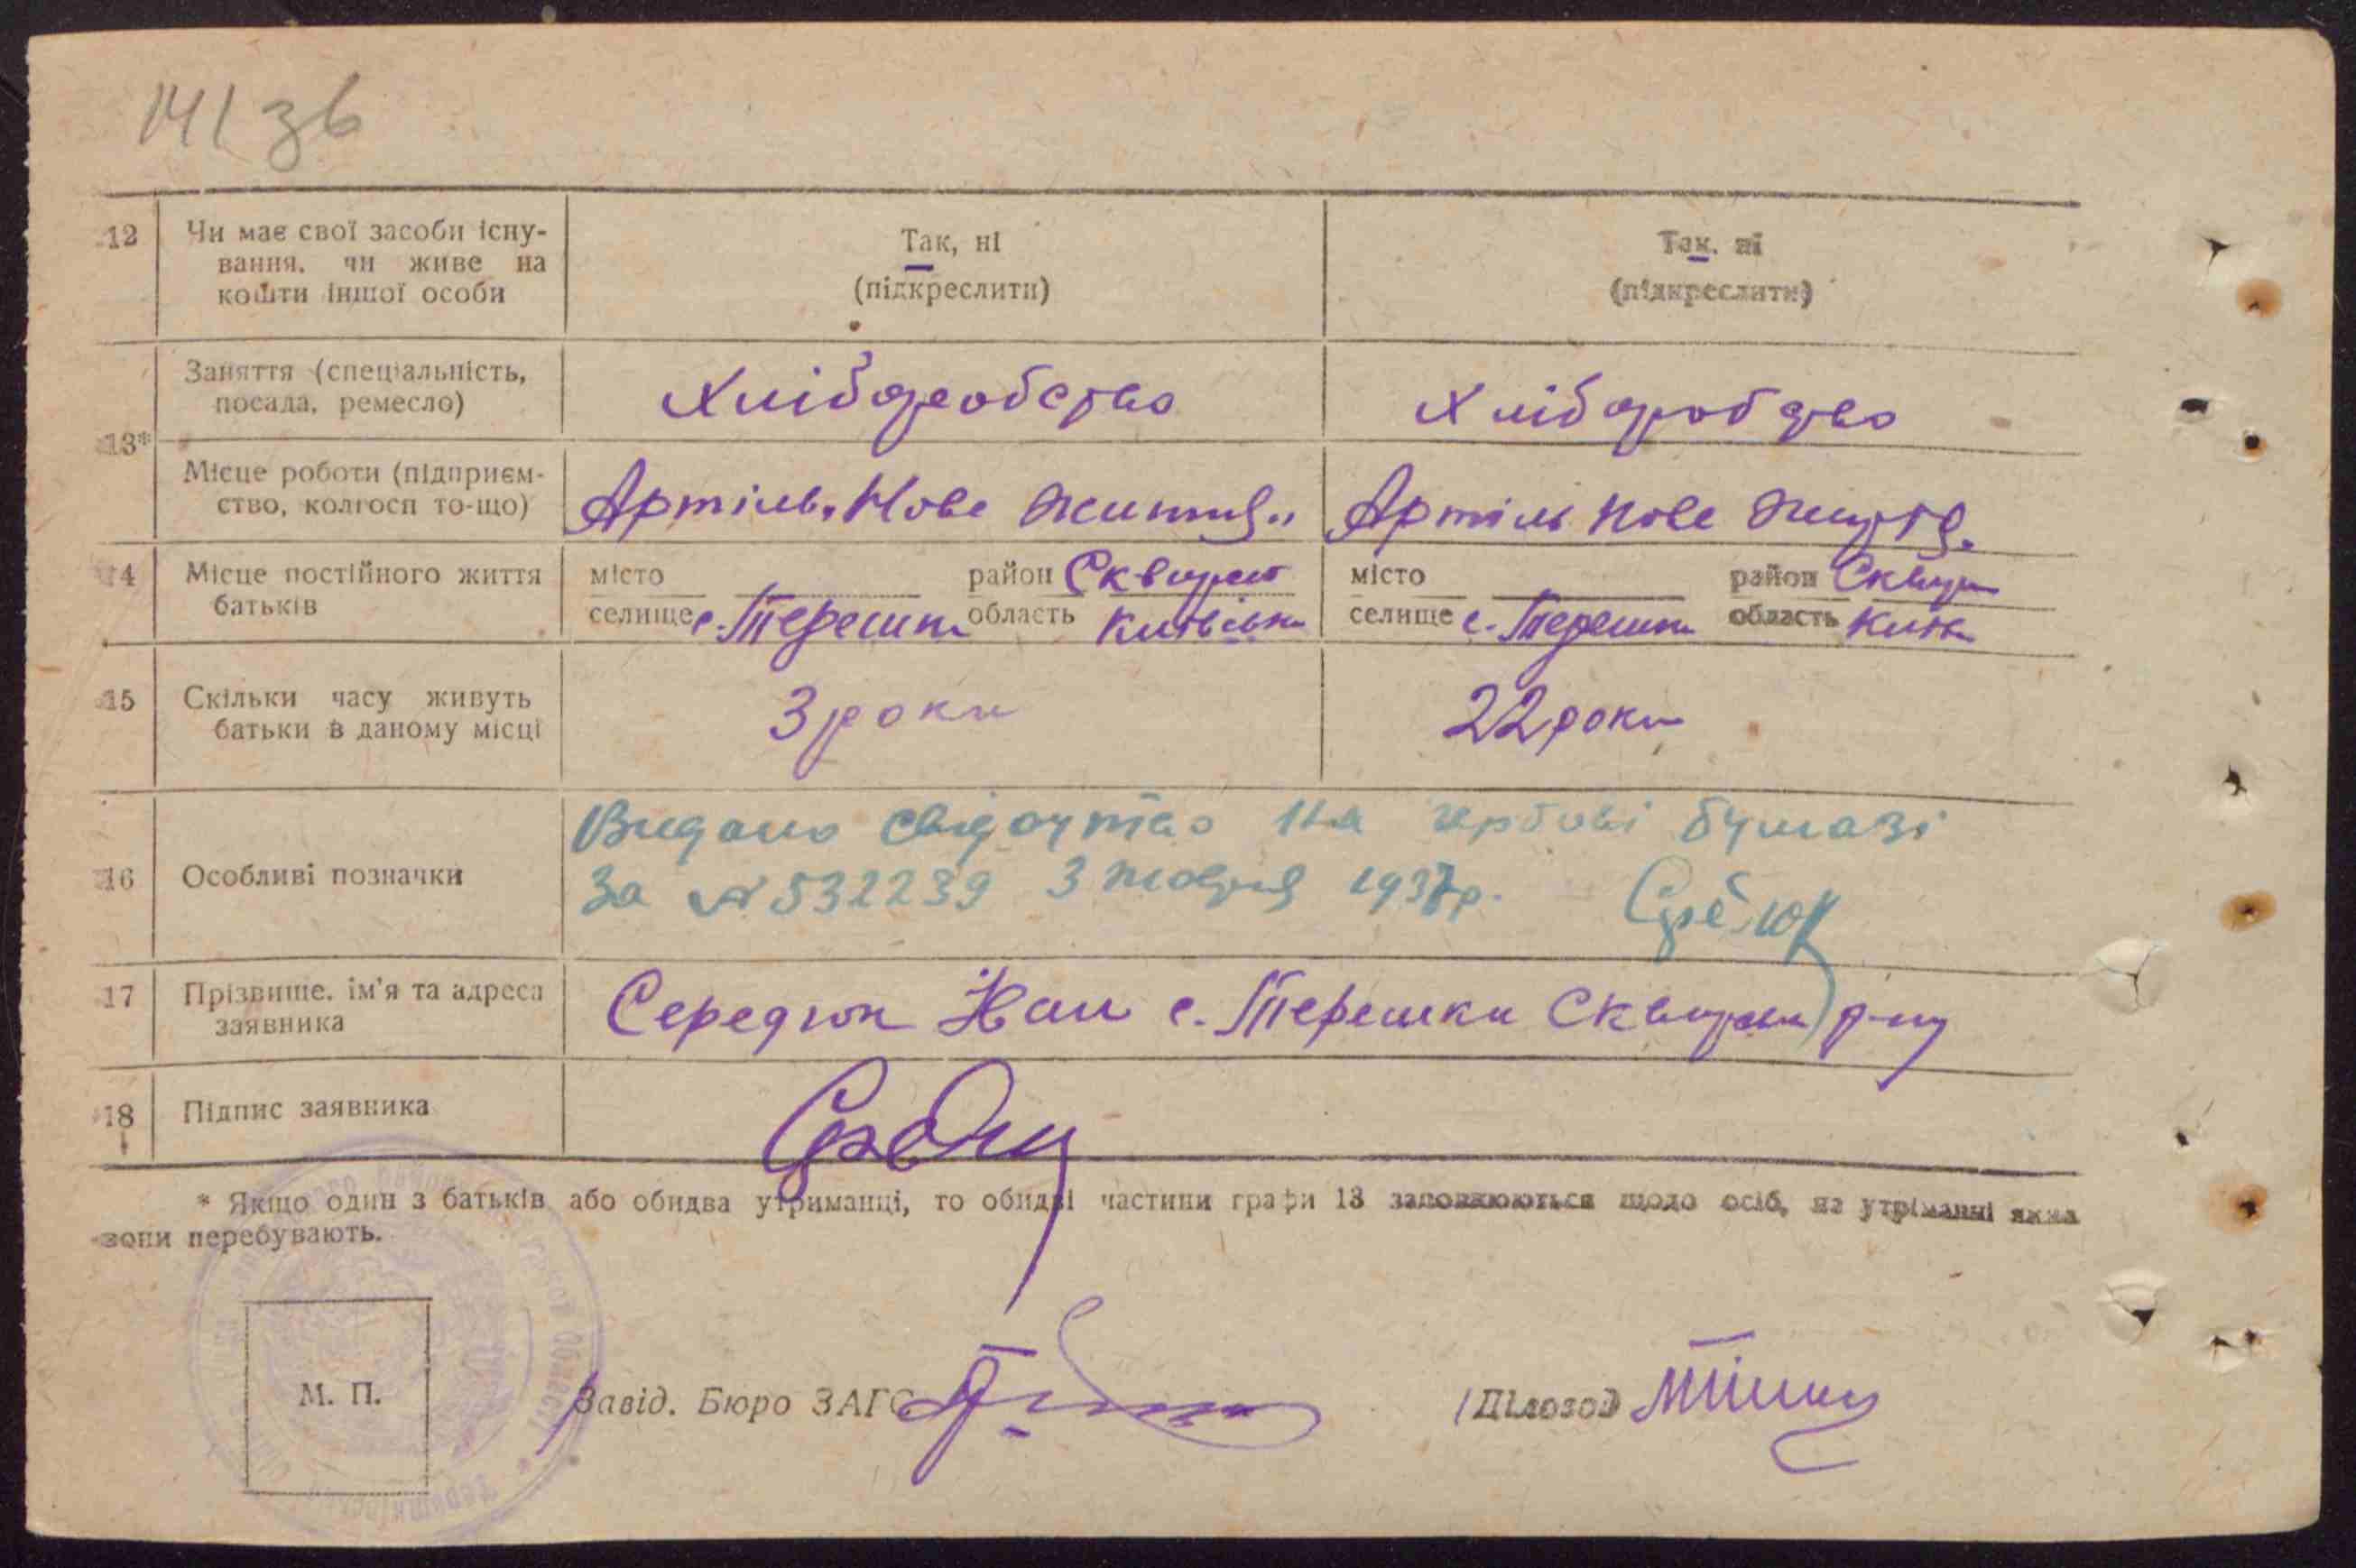 141 зв
12 Чи має свої засоби існу- Так, ні Так, ні
вання, чи живе на (підкреслити) (підкреслити)
кошти іншої особи
13* Заняття (спеціальність, Хліборобство Хліборобство
посада, ремесло)
Місце роботи (підприєм- Артіль „Нове життя" Артіль Нове життя
ство, колгосп то-що)
14 Місце постійного життя місто район Сквирськ місто район Сквир
батьків селище с. Терешки область Київськ селище с. Терешки область Київ
15 Скільки часу живуть 3 роки 22 роки
батьки в даному місці
16 Особливі позначки Видано свідоцтво на гербові бумазі
За № 532239 3 жовтня 1937 р.
17 Прізвище, ім'я та адреса Середюк Іван с. Терешки Сквирськ р-ну
заявника
18 Підпис заявника
* Якщо один з батьків або обидва утриманці, то обидві частини графи 13 заповнюються щодо осіб, на утриманні яких
вони перебувають.
М. П. Завід. Бюро ЗАГС Діловод